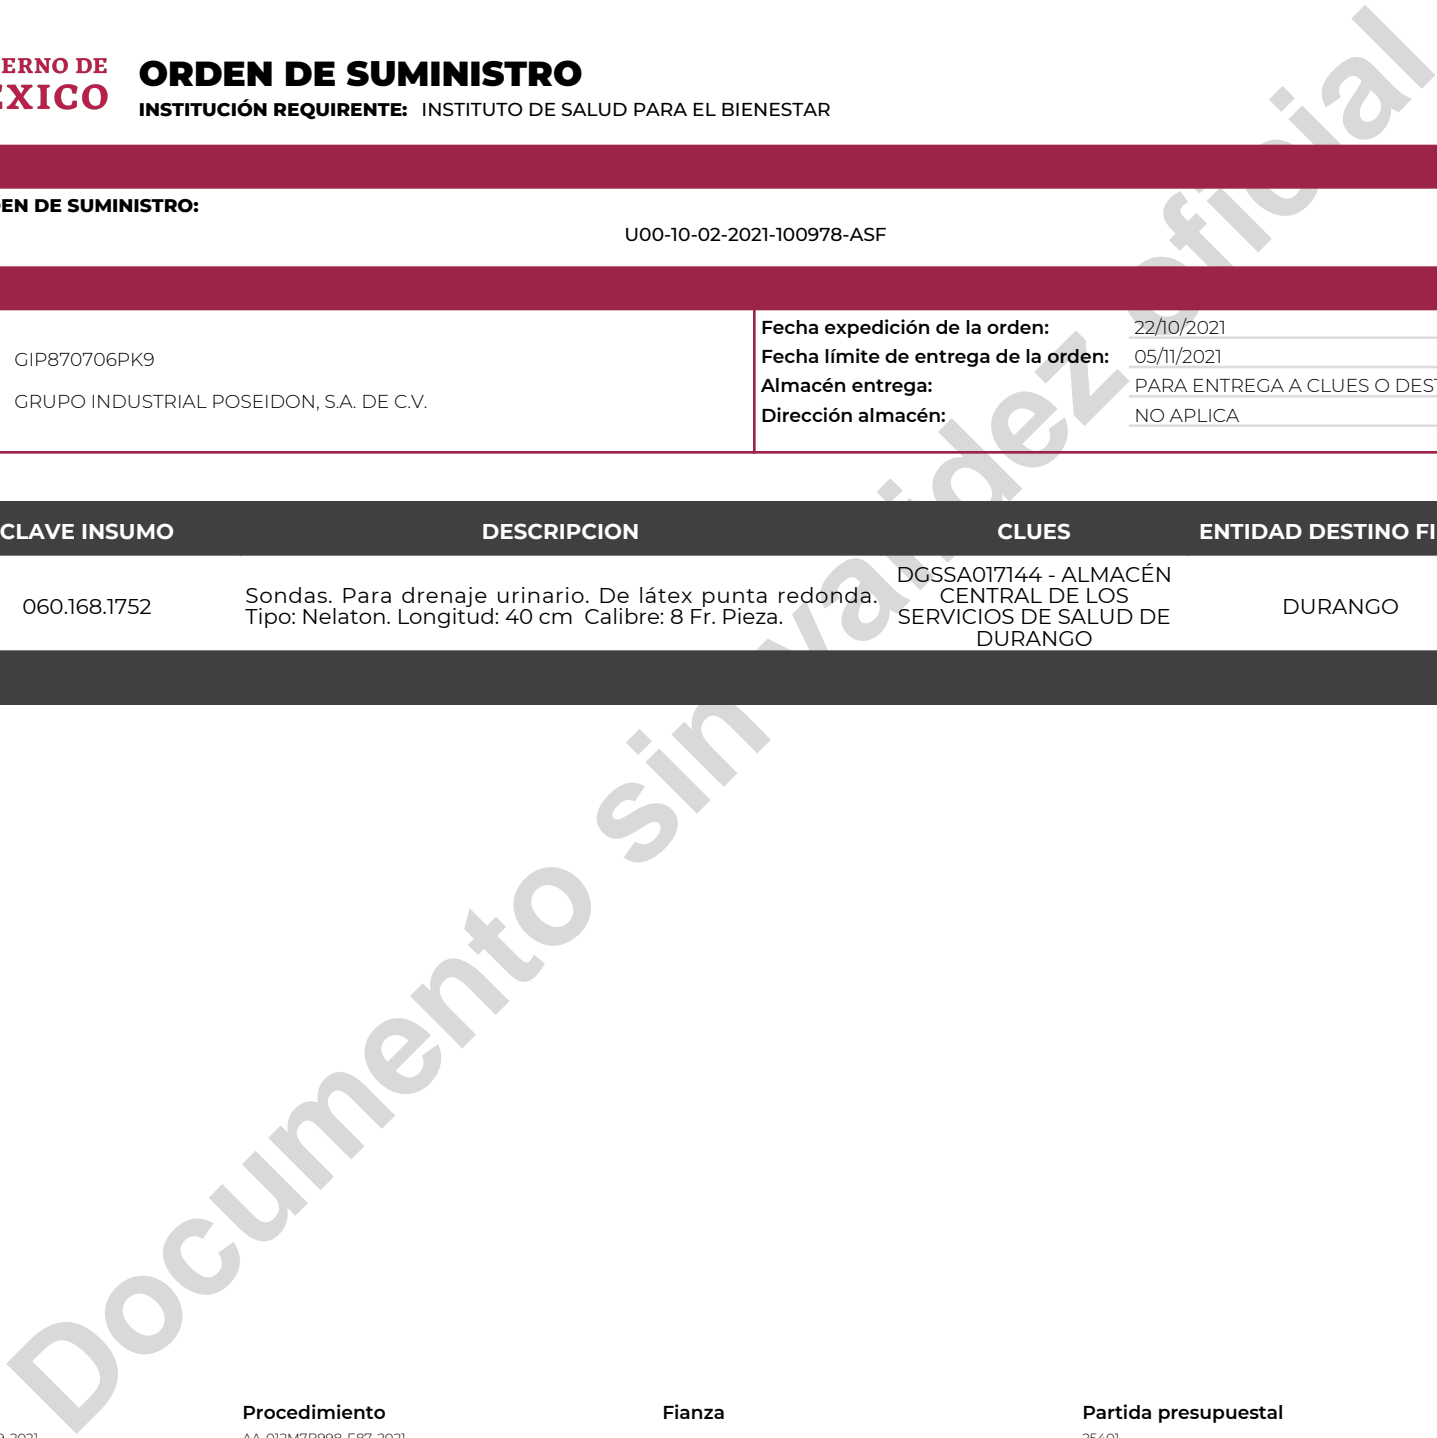 ERNO DE
ORDEN DE SUMINISTRO
XICO
INSTITUCIÓN REQUIRENTE: INSTITUTO DE SALUD PARA EL BIENESTAR
EN DE SUMINISTRO:
U00-10-02-2021-100978-ASF
Fecha expedición de la orden: 22/10/2021
GIP870706PK9
Fecha límite de entrega de la orden: 05/11/2021
Almacén entrega: PARA ENTREGA A CLUES O DEST
GRUPO INDUSTRIAL POSEIDON, S.A. DE C.V.
Dirección almacén: NO APLICA
CLAVE INSUMO DESCRIPCION CLUES ENTIDAD DESTINO FI
060.168.1752
Sondas. Para drenaje urinario. De látex punta redonda.
Tipo: Nelaton. Longitud: 40 cm Calibre: 8 Fr. Pieza.
DGSSA017144 - ALMACÉN
CENTRAL DE LOS
SERVICIOS DE SALUD DE
DURANGO
DURANGO
Documento sin validez oficial
Procedimiento Fianza Partida presupuestal